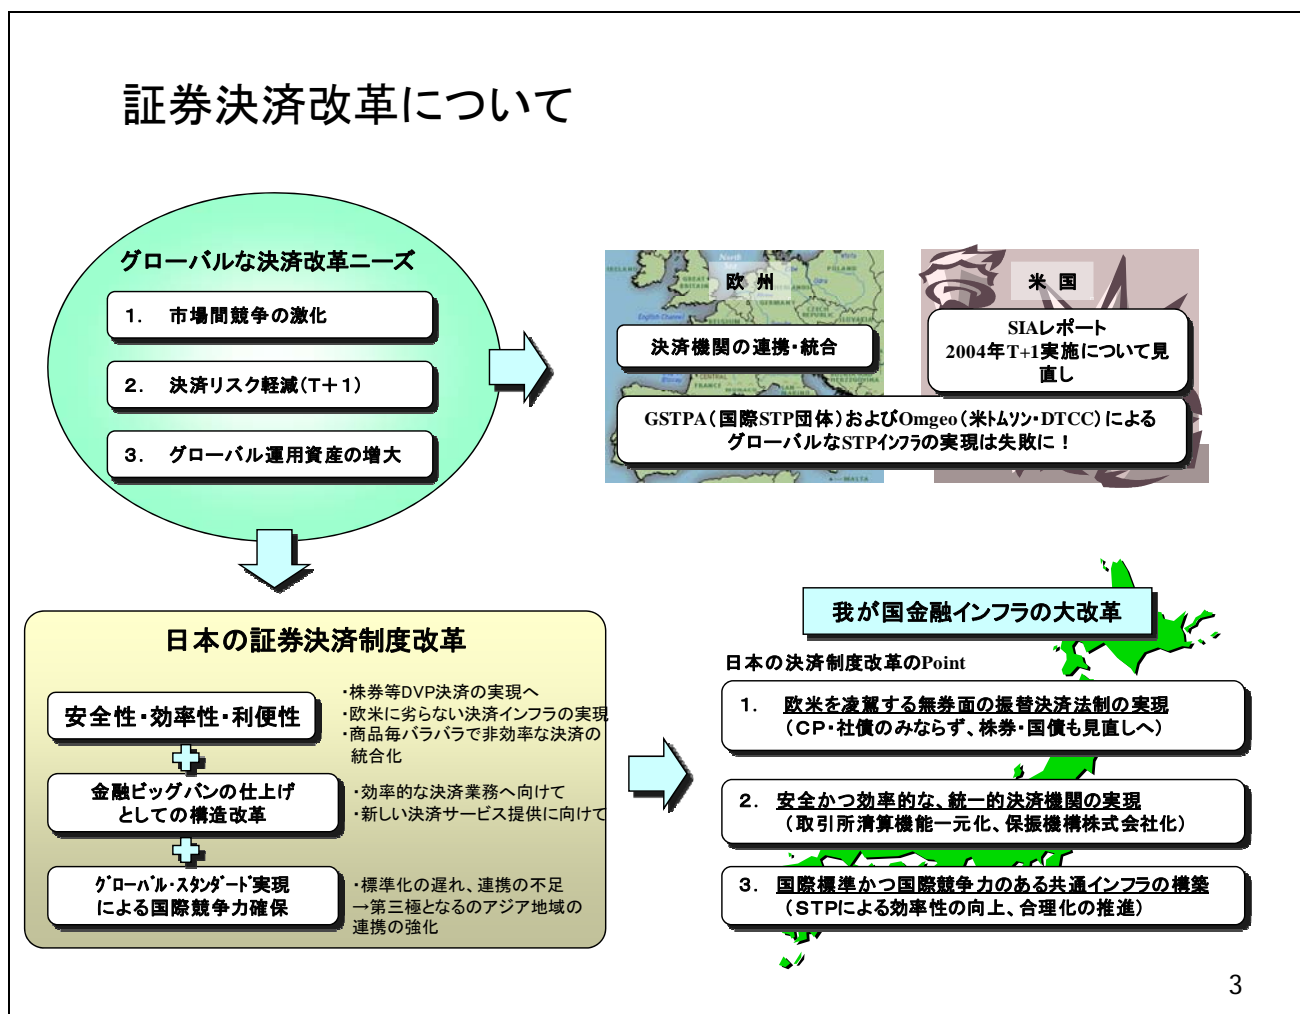 証券決済改革について
グローバルな決済改革ニーズ
1. 市場間競争の激化
2. 決済リスク軽減(T+1)
3. グローバル運用資産の増大
欧 州
決済機関の連携・統合
米 国
SIAレポート
2004年T+1実施について見
直し
GSTPA(国際STP団体)およびOmgeo(米ﾄﾑｿﾝ・DTCC)による
グローバルなSTPインフラの実現は失敗に！
日本の証券決済制度改革
安全性・効率性・利便性
・株券等DVP決済の実現へ
・欧米に劣らない決済インフラの実現
・商品毎バラバラで非効率な決済の
統合化
金融ビッグバンの仕上げ
としての構造改革
・効率的な決済業務へ向けて
・新しい決済サービス提供に向けて
ｸﾞﾛｰﾊﾞﾙ・ｽﾀﾝﾀﾞｰﾄﾞ実現
による国際競争力確保
・標準化の遅れ、連携の不足
→第三極となるのアジア地域の
連携の強化
我が国金融インフラの大改革
日本の決済制度改革のPoint
1. 欧米を凌駕する無券面の振替決済法制の実現
(CP・社債のみならず、株券・国債も見直しへ)
2. 安全かつ効率的な、統一的決済機関の実現
(取引所清算機能一元化、保振機構株式会社化)
3. 国際標準かつ国際競争力のある共通インフラの構築
(STPによる効率性の向上、合理化の推進)
3